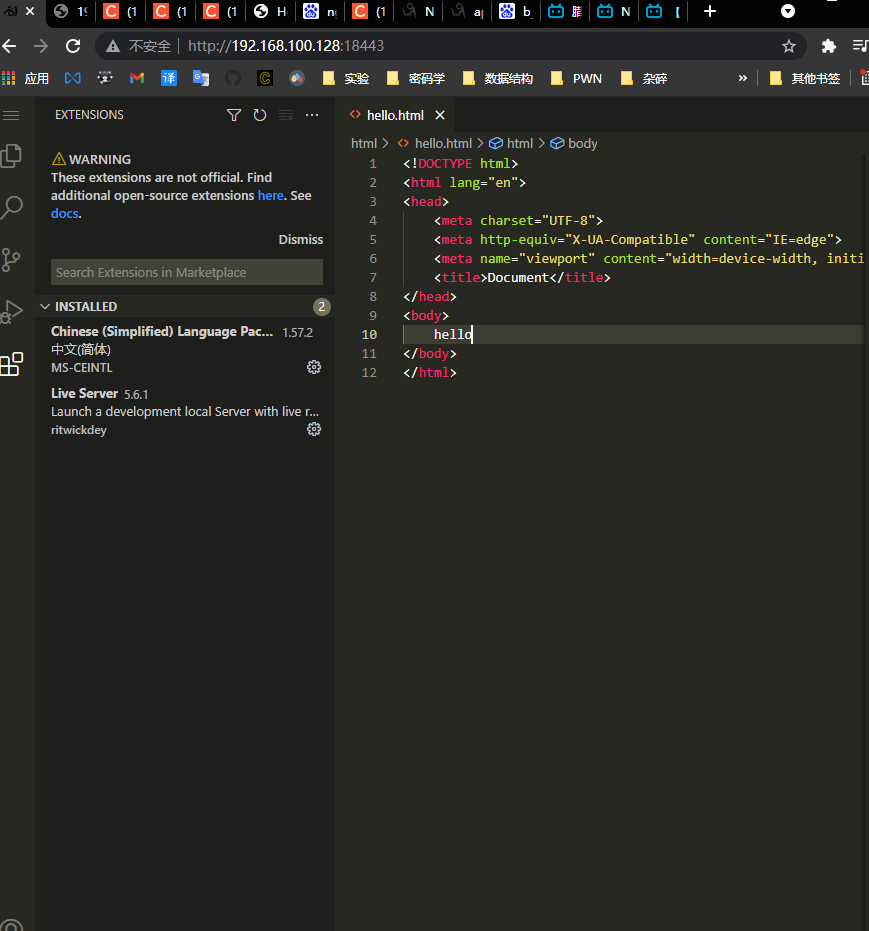 (1
(1
(1
H
(1
N
N
不安全 | http://192.168.100.128:18443
应用 译 实验 密码学 数据结构 PWN 杂碎 » 其他书签
EXTENSIONS
WARNING
These extensions are not official. Find
additional open-source extensions here. See
docs.
Dismiss
Search Extensions in Marketplace
INSTALLED 2
Chinese (Simplified) Language Pac... 1.57.2
中文(简体)
MS-CEINTL
Live Server 5.6.1
Launch a development local Server with live r...
ritwickdey
hello.html
html > hello.html > html > body
1 <!DOCTYPE html>
2 <html lang="en">
3 <head>
4 <meta charset="UTF-8">
5 <meta http-equiv="X-UA-Compatible" content="IE=edge">
6 <meta name="viewport" content="width=device-width, initi
7 <title>Document</title>
8 </head>
9 <body>
10 hello
11 </body>
12 </html>